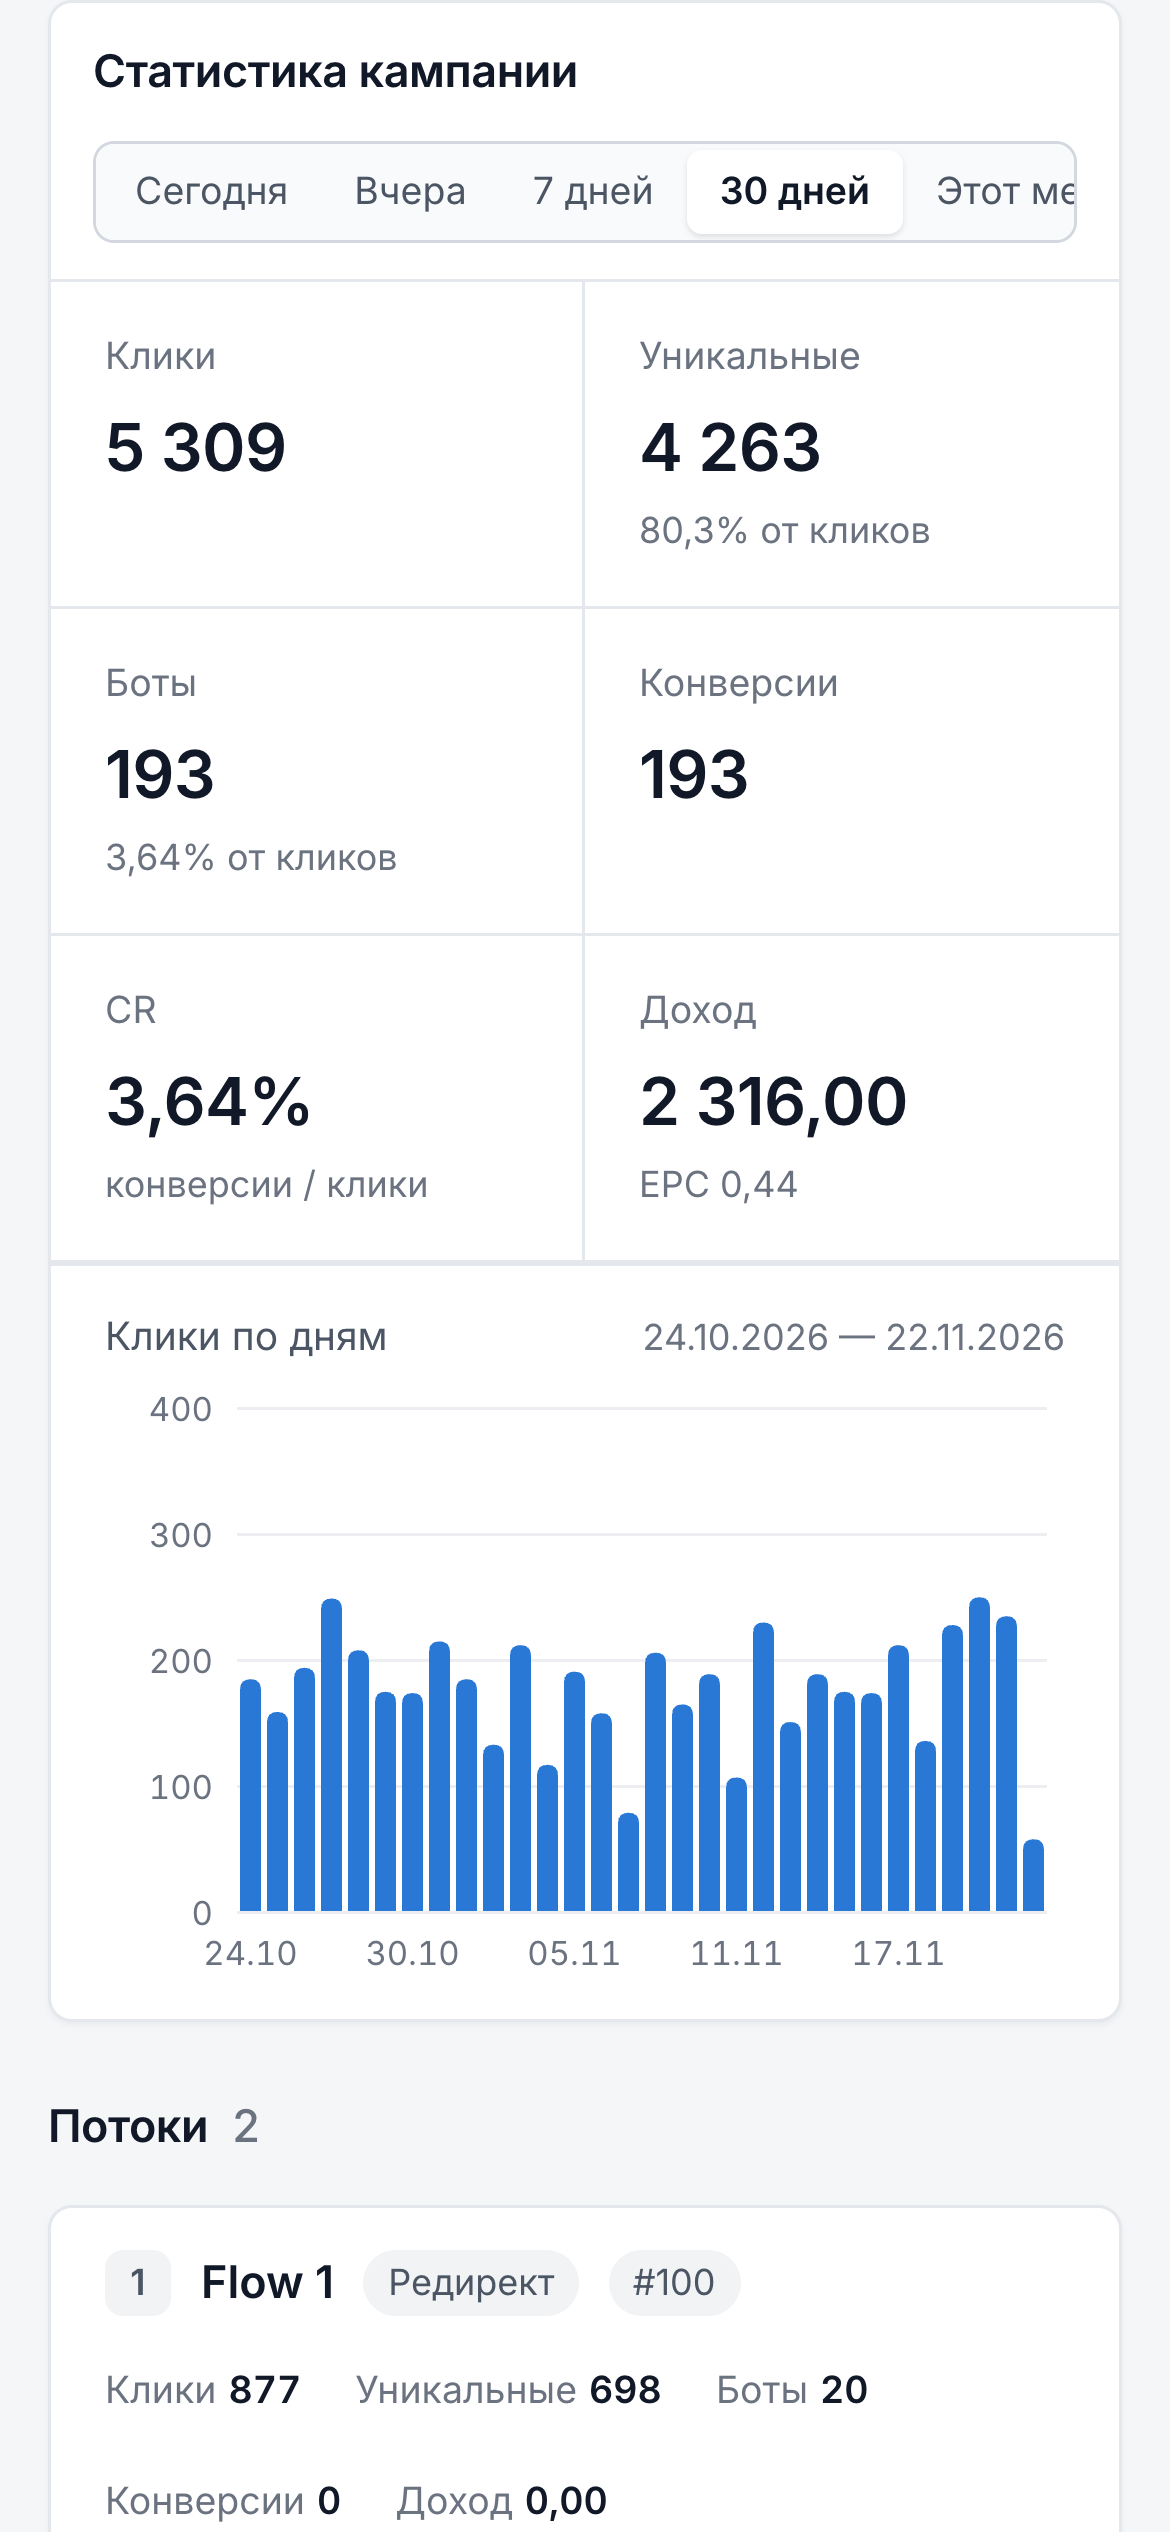 Статистика кампании
Сегодня Вчера 7 дней 30 дней Этот ме
Клики Уникальные
5 309 4 263
80,3% от кликов
Боты Конверсии
193 193
3,64% от кликов
CR Доход
3,64% 2 316,00
конверсии / клики EPC 0,44
Клики по дням 24.10.2026 — 22.11.2026
400
300
200
100
0
24.10 30.10 05.11 11.11 17.11
Потоки 2
1 Flow 1 Редирект #100
Клики 877 Уникальные 698 Боты 20
Конверсии 0 Доход 0,00